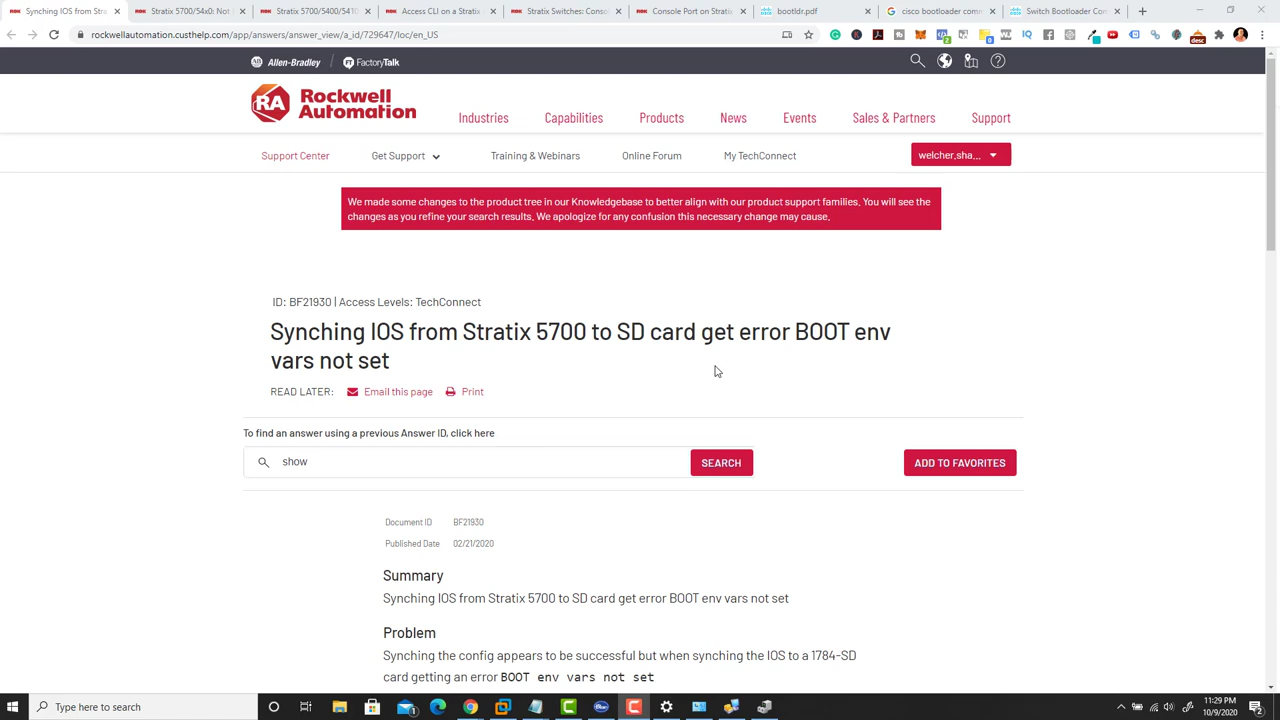 Synching IOS from Stra
Stratix 5700/54x0: Not
Stratix 5700/5400/5410
Access CLI on a Stratix
Stratix Switches: Conso
Console Port on Stratix
bootldr.pdf
cisco bootloader comm
Switch Bootloader Com
rockwellautomation.custhelp.com/app/answers/answer_view/a_id/729647/loc/en_US
Allen-Bradley
FactoryTalk
Rockwell
Automation
Industries
Capabilities
Products
News
Events
Sales & Partners
Support
Support Center
Get Support
Training & Webinars
Online Forum
My TechConnect
welcher.sha...
We made some changes to the product tree in our Knowledgebase to better align with our product support families. You will see the
changes as you refine your search results. We apologize for any confusion this necessary change may cause.
ID: BF21930 | Access Levels: TechConnect
Synching IOS from Stratix 5700 to SD card get error BOOT env
vars not set
READ LATER:
Email this page
Print
To find an answer using a previous Answer ID, click here
show
SEARCH
ADD TO FAVORITES
Document ID BF21930
Published Date 02/21/2020
Summary
Synching IOS from Stratix 5700 to SD card get error BOOT env vars not set
Problem
Synching the config appears to be successful but when synching the IOS to a 1784-SD
card getting an error BOOT env vars not set
Type here to search
11:29 PM
10/9/2020